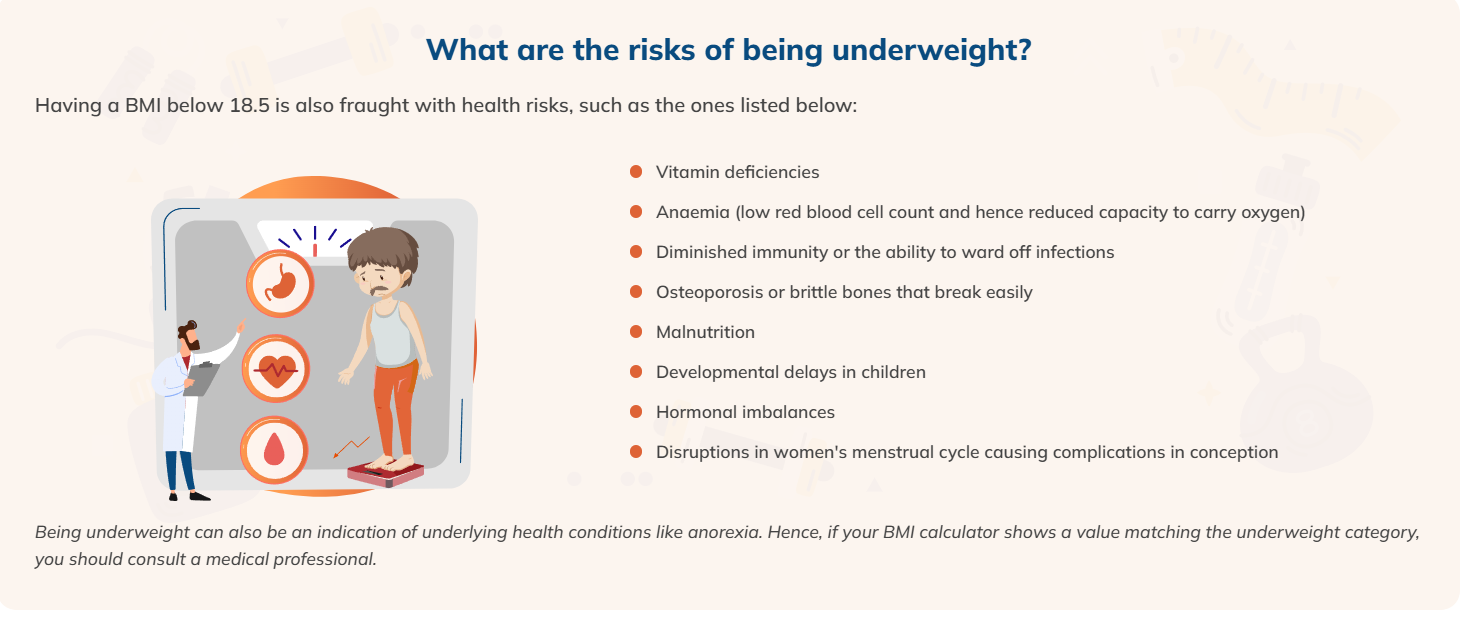 What are the risks of being underweight?
Having a BMI below 18.5 is also fraught with health risks, such as the ones listed below:
Vitamin deficiencies
Anaemia (low red blood cell count and hence reduced capacity to carry oxygen)
Diminished immunity or the ability to ward off infections
Osteoporosis or brittle bones that break easily
Malnutrition
Developmental delays in children
Hormonal imbalances
Disruptions in women's menstrual cycle causing complications in conception
Being underweight can also be an indication of underlying health conditions like anorexia. Hence, if your BMI calculator shows a value matching the underweight category,
you should consult a medical professional.